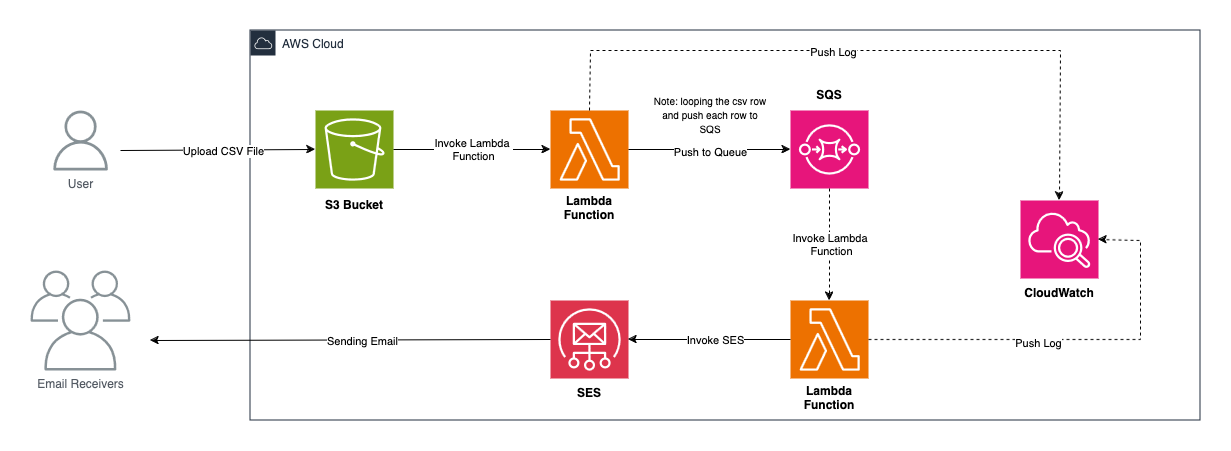 AWS Cloud
Push Log
SQS
Note: looping the csv row
and push each row to
SQS
Upload CSV File
Invoke Lambda
Function
Push to Queue
User
S3 Bucket
Lambda
Function
Invoke Lambda
Function
CloudWatch
Sending Email
Invoke SES
Push Log
Email Receivers
SES
Lambda
Function